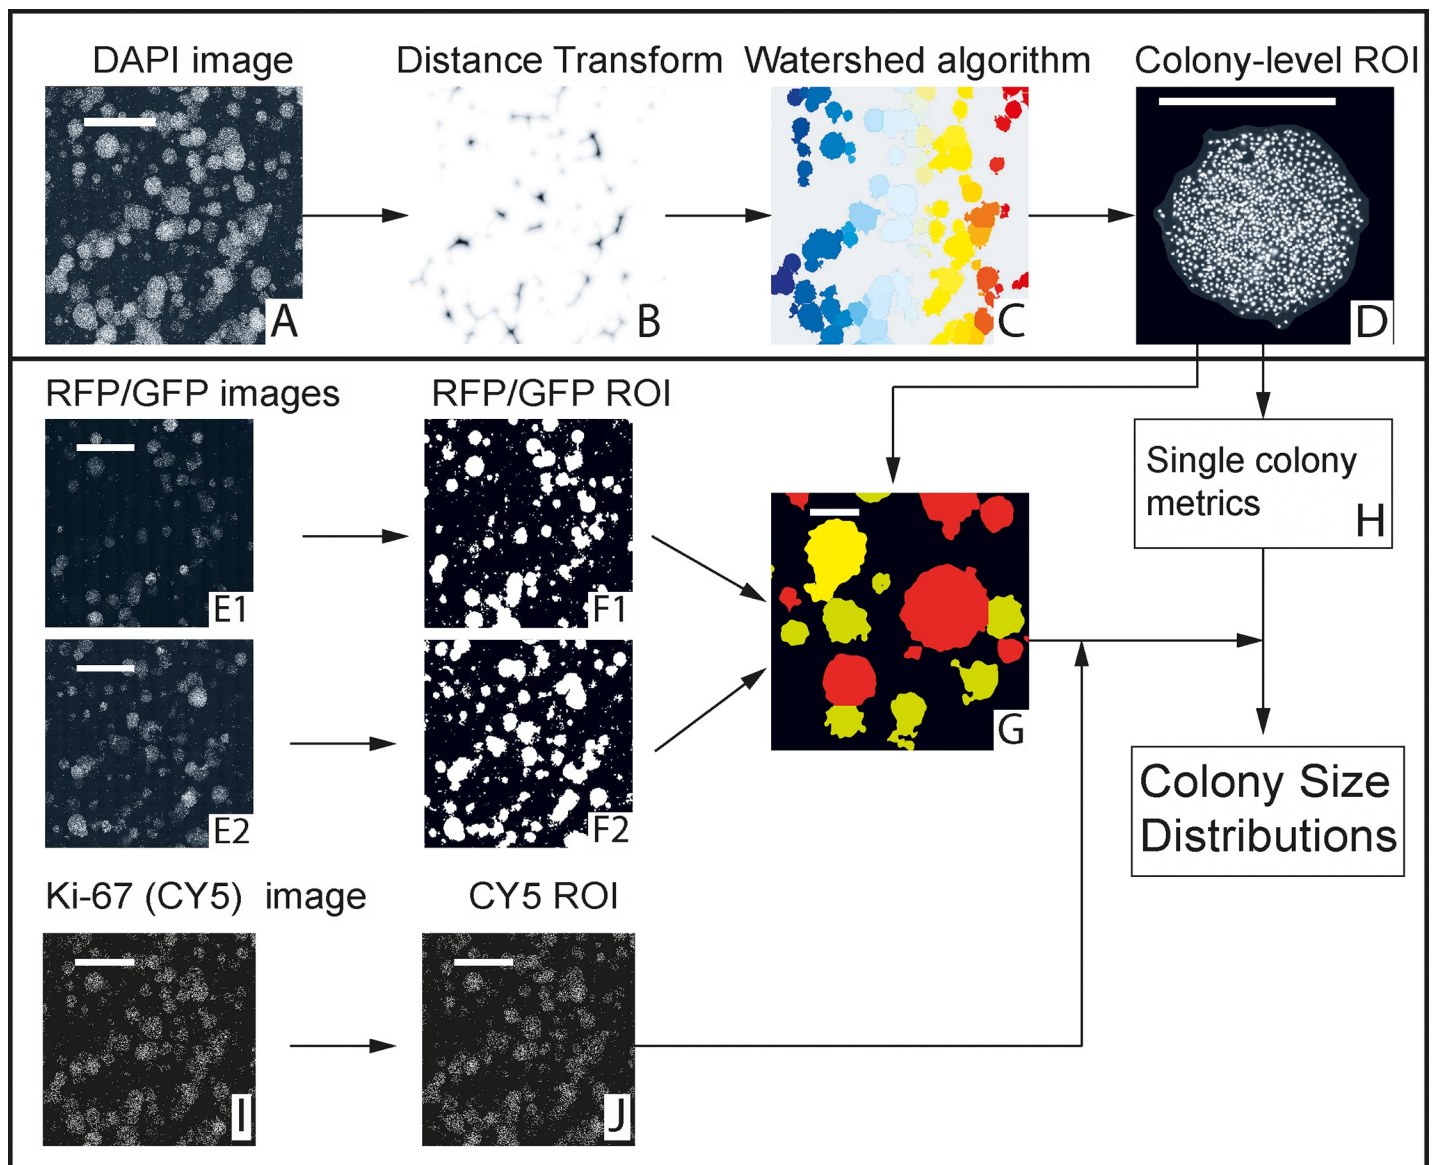 DAPI image
Distance Transform
Watershed algorithm
Colony-level ROI
A
B
C
D
RFP/GFP images
RFP/GFP ROI
E1
F1
E2
F2
G
Single colony
metrics
H
Colony Size
Distributions
Ki-67 (CY5) image
CY5 ROI
I
J